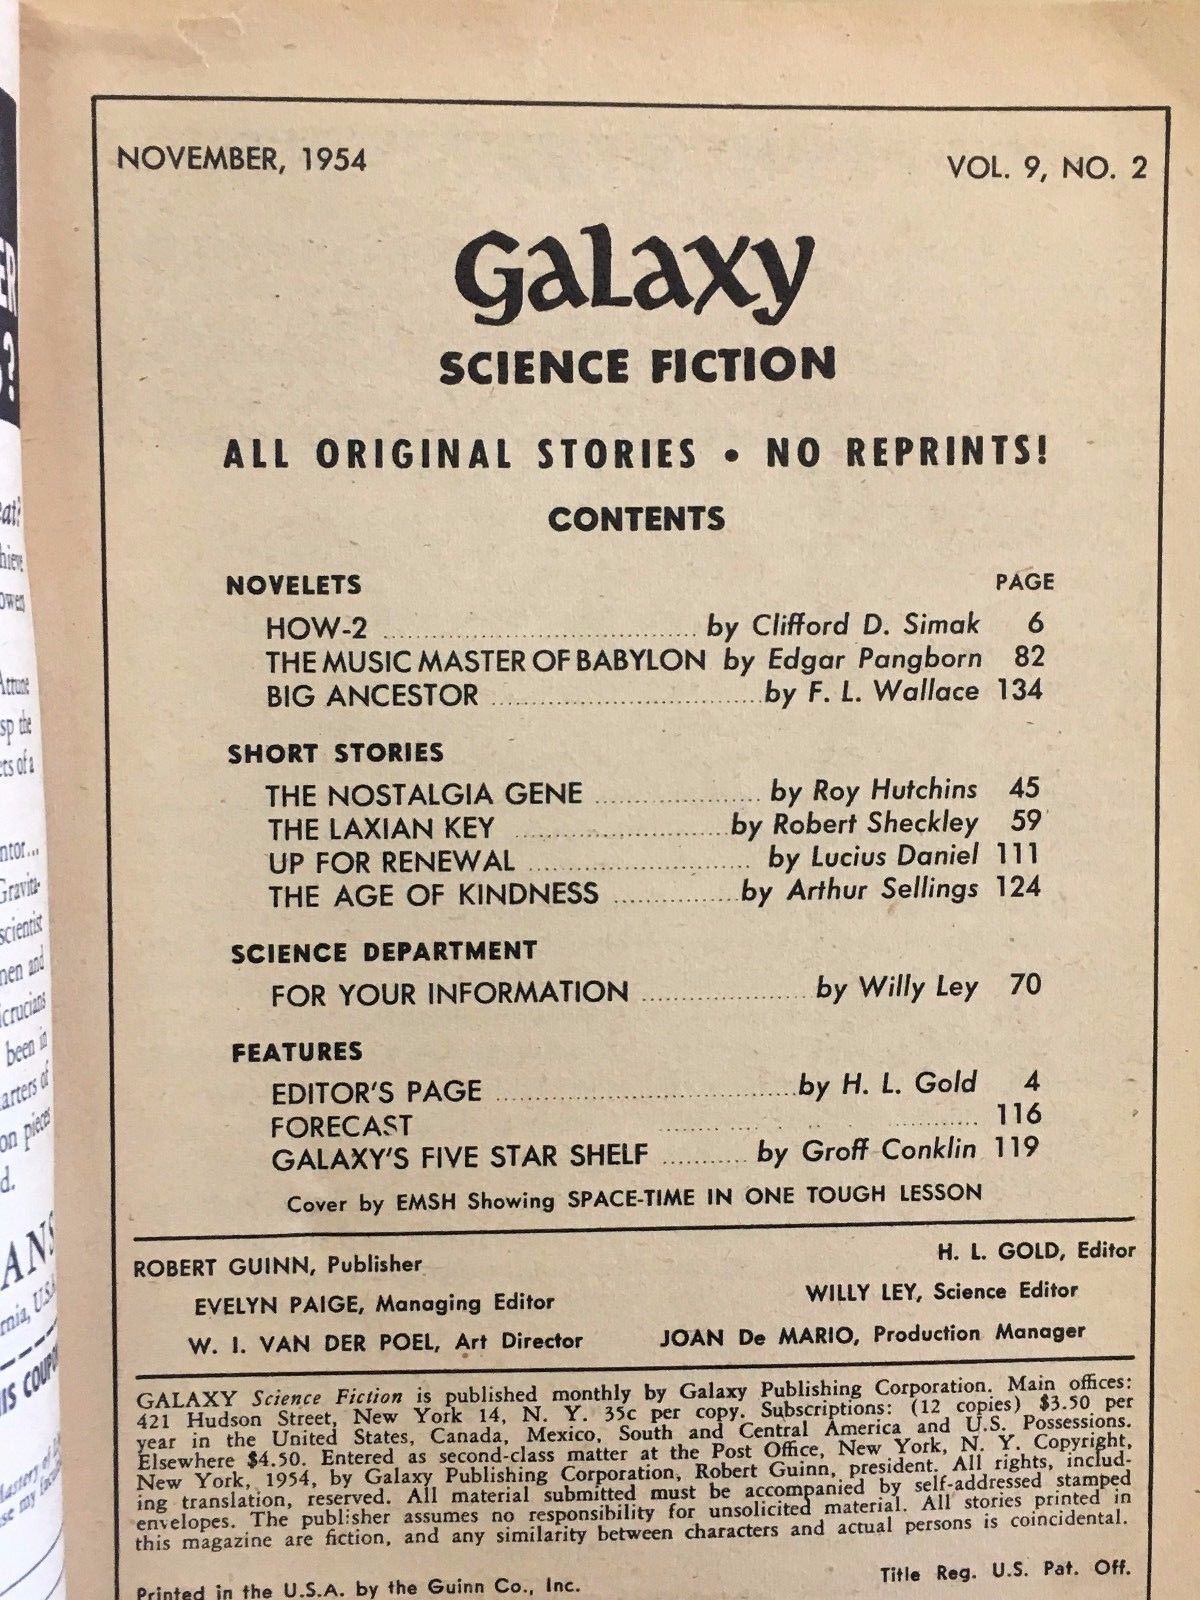 NOVEMBER, 1954 VOL. 9, NO. 2
Galaxy
SCIENCE FICTION
ALL ORIGINAL STORIES • NO REPRINTS!
CONTENTS
NOVELETS PAGE
HOW-2 by Clifford D. Simak 6
THE MUSIC MASTER OF BABYLON by Edgar Pangborn 82
BIG ANCESTOR by F. L. Wallace 134
SHORT STORIES
THE NOSTALGIA GENE by Roy Hutchins 45
THE LAXIAN KEY by Robert Sheckley 59
UP FOR RENEWAL by Lucius Daniel 111
THE AGE OF KINDNESS by Arthur Sellings 124
SCIENCE DEPARTMENT
FOR YOUR INFORMATION by Willy Ley 70
FEATURES
EDITOR'S PAGE by H. L. Gold 4
FORECAST 116
GALAXY'S FIVE STAR SHELF by Groff Conklin 119
Cover by EMSH Showing SPACE-TIME IN ONE TOUGH LESSON
ROBERT GUINN, Publisher H. L. GOLD, Editor
EVELYN PAIGE, Managing Editor WILLY LEY, Science Editor
W. I. VAN DER POEL, Art Director JOAN De MARIO, Production Manager
GALAXY Science Fiction is published monthly by Galaxy Publishing Corporation. Main offices:
421 Hudson Street, New York 14, N. Y. 35c per copy. Subscriptions: (12 copies) $3.50 per
year in the United States, Canada, Mexico, South and Central America and U.S. Possessions.
Elsewhere $4.50. Entered as second-class matter at the Post Office, New York, N. Y. Copyright,
New York, 1954, by Galaxy Publishing Corporation, Robert Guinn, president. All rights, includ-
ing translation, reserved. All material submitted must be accompanied by self-addressed stamped
envelopes. The publisher assumes no responsibility for unsolicited material. All stories printed in
this magazine are fiction, and any similarity between characters and actual persons is coincidental.
Printed in the U.S.A. by the Guinn Co., Inc. Title Reg. U.S. Pat. Off.